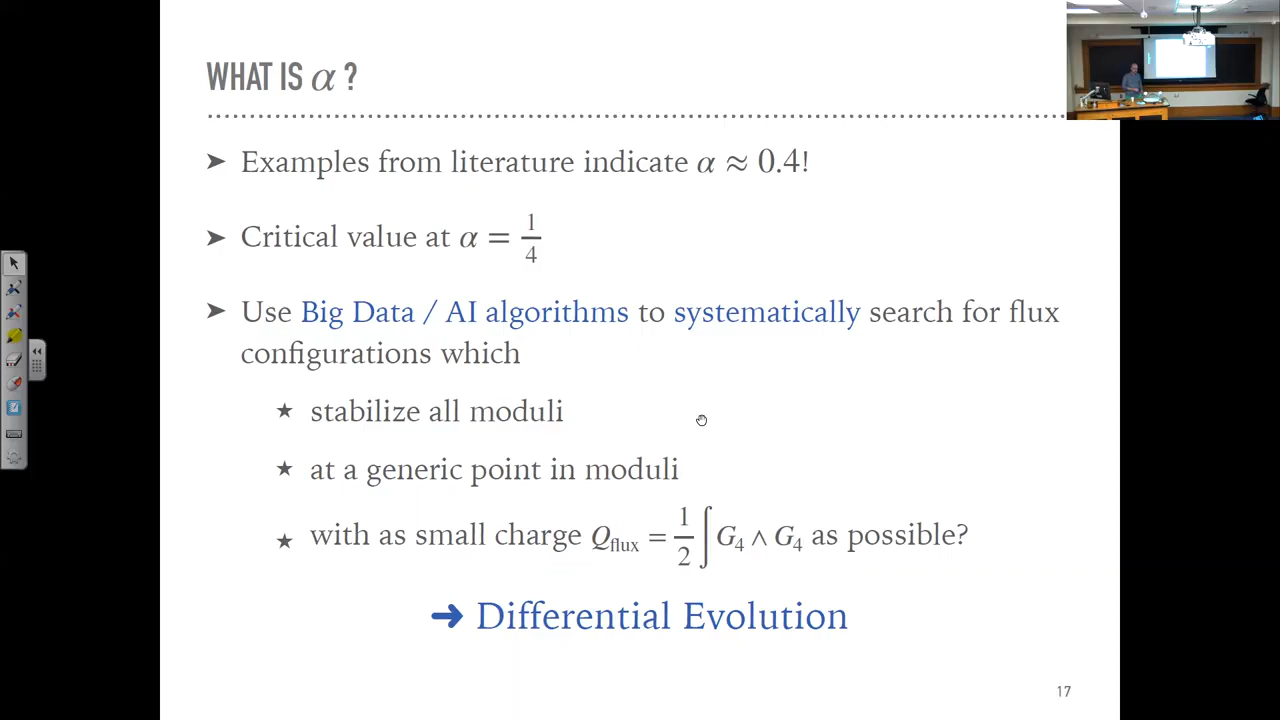 WHAT IS α ?
➤ Examples from literature indicate α ≈ 0.4!
➤ Critical value at α = 1/4
➤ Use Big Data / AI algorithms to systematically search for flux
configurations which
★ stabilize all moduli
★ at a generic point in moduli
★ with as small charge Q_flux = 1/2 ∫ G₄ ∧ G₄ as possible?
➜ Differential Evolution
17